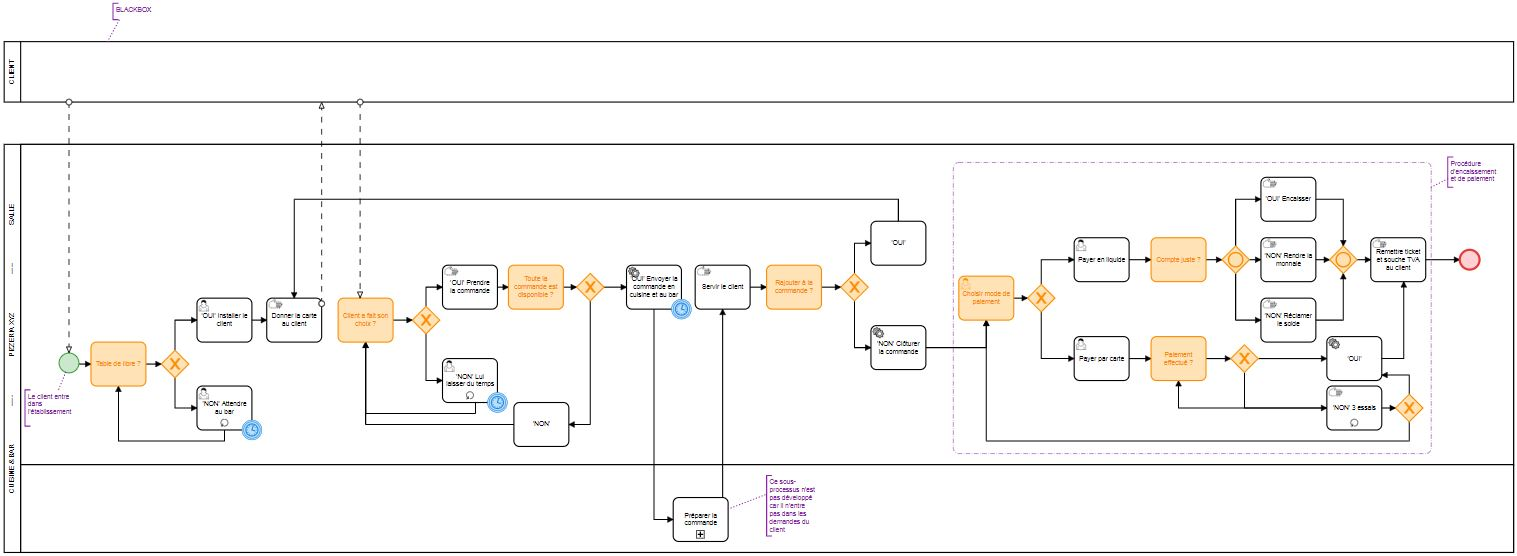 BLACKBOX
CLIENT
SALLE
PEZERIA XYZ
CUISINE & BAR
Le client entre
dans
l'établissement
Table de libre ?
'OUI' Installer le
client
'NON' Attendre
au bar
Donner la carte
au client
Client a fait son
choix ?
'OUI' Prendre
la commande
'NON' Lui
laisser du temps
Toute la
commande est
disponible ?
'NON'
'OUI' Envoyer la
commande en
cuisine et au bar
Préparer la
commande
Ce sous-
processus n'est
pas développé
car il n'entre
pas dans les
demandes du
client
Servir le client
Rajouter à la
commande ?
'OUI'
'NON' Clôturer
la commande
Procédure
d'encaissement
et de paiement
Choisir mode de
paiement
Payer en liquide
Compte juste ?
'OUI' Encaisser
'NON' Rendre la
monnaie
'NON' Réclamer
le solde
Remettre ticket
et souche TVA
au client
Payer par carte
Paiement
effectué ?
'OUI'
'NON' 3 essais